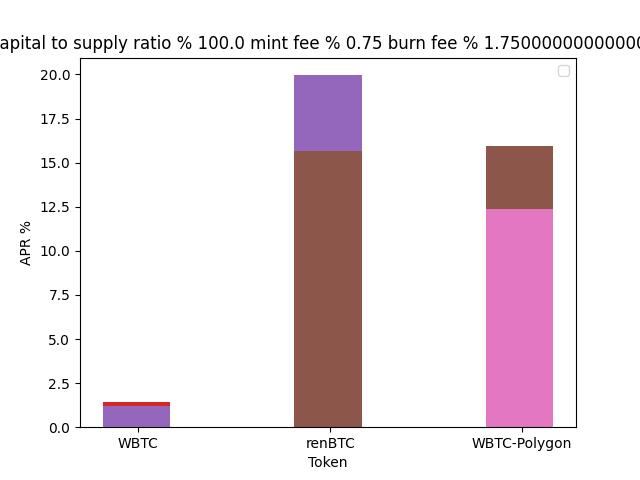 apital to supply ratio % 100.0 mint fee % 0.75 burn fee % 1.75000000000000
20.0
17.5
15.0
12.5
10.0
7.5
5.0
2.5
0.0
APR %
WBTC renBTC WBTC-Polygon
Token